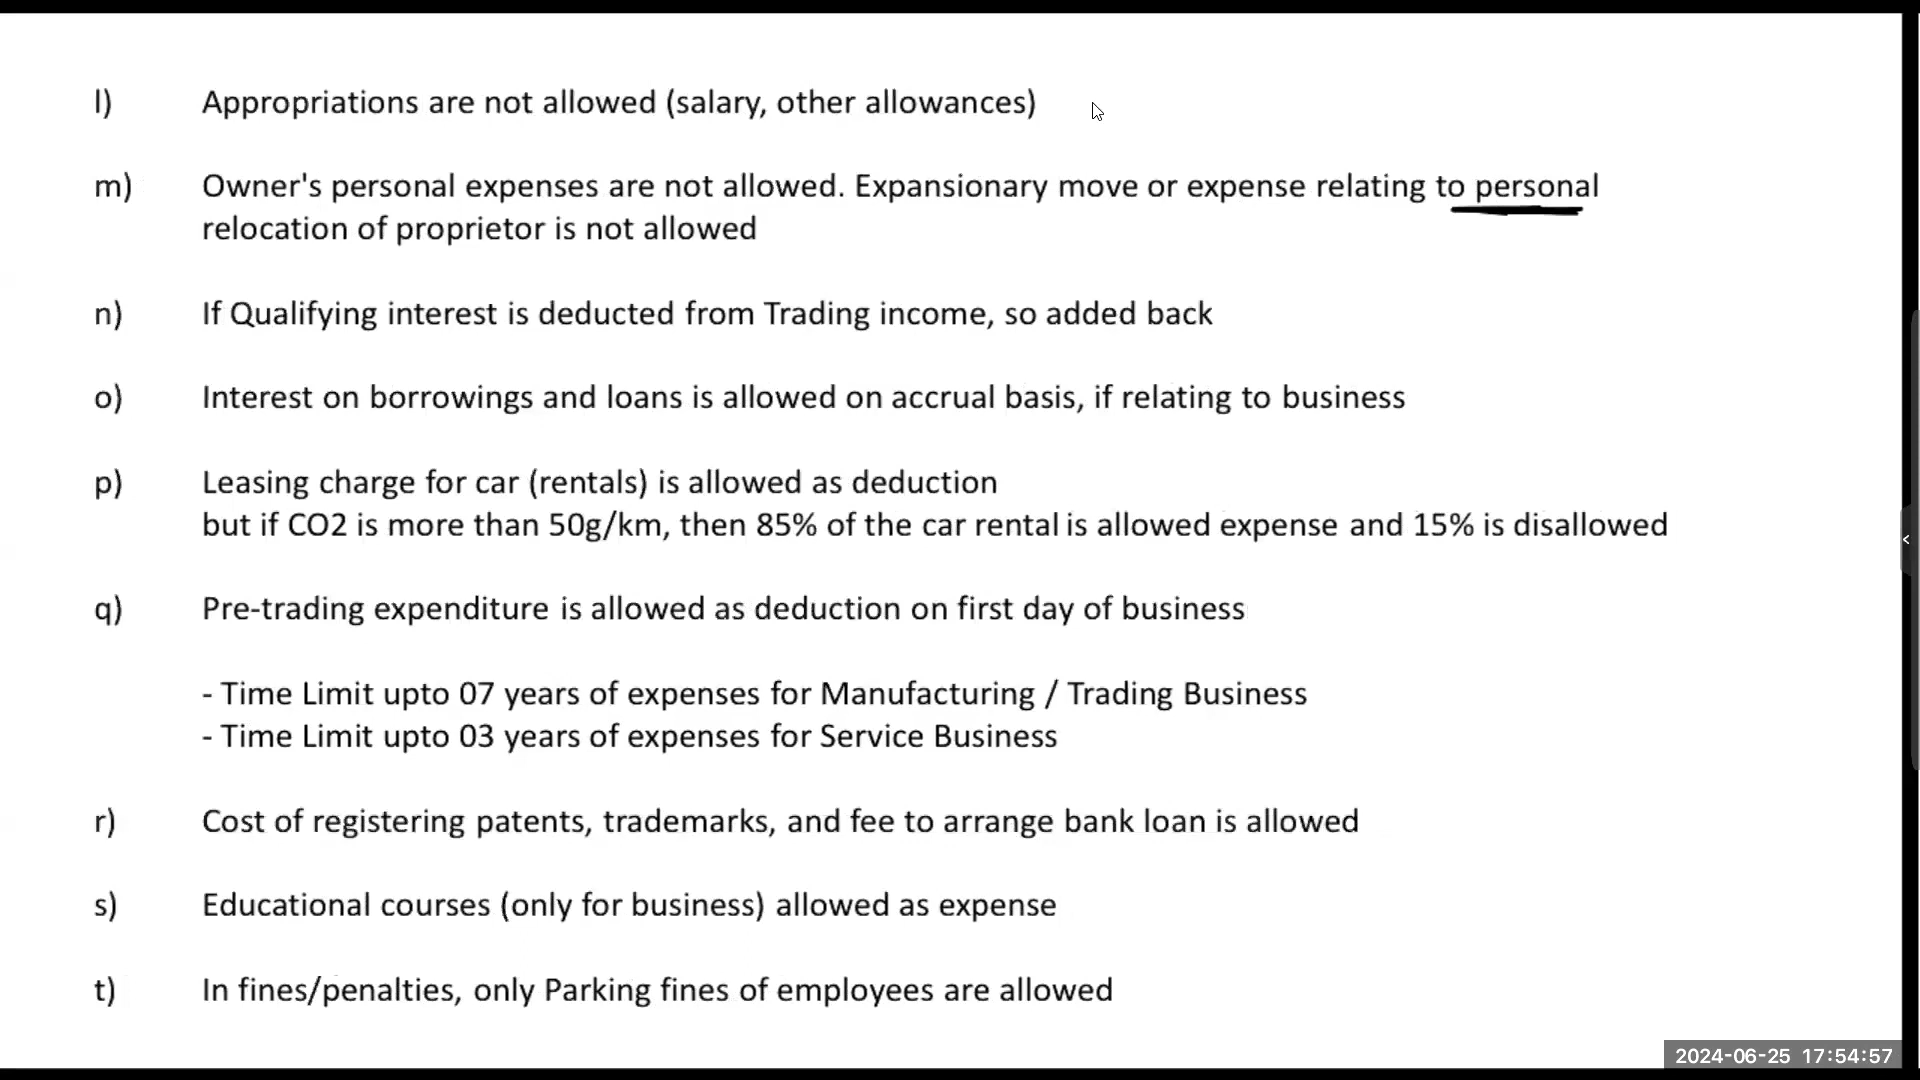 l) Appropriations are not allowed (salary, other allowances)
m) Owner's personal expenses are not allowed. Expansionary move or expense relating to personal
relocation of proprietor is not allowed
n) If Qualifying interest is deducted from Trading income, so added back
o) Interest on borrowings and loans is allowed on accrual basis, if relating to business
p) Leasing charge for car (rentals) is allowed as deduction
but if CO2 is more than 50g/km, then 85% of the car rental is allowed expense and 15% is disallowed
q) Pre-trading expenditure is allowed as deduction on first day of business
- Time Limit upto 07 years of expenses for Manufacturing / Trading Business
- Time Limit upto 03 years of expenses for Service Business
r) Cost of registering patents, trademarks, and fee to arrange bank loan is allowed
s) Educational courses (only for business) allowed as expense
t) In fines/penalties, only Parking fines of employees are allowed
2024-06-25 17:54:57